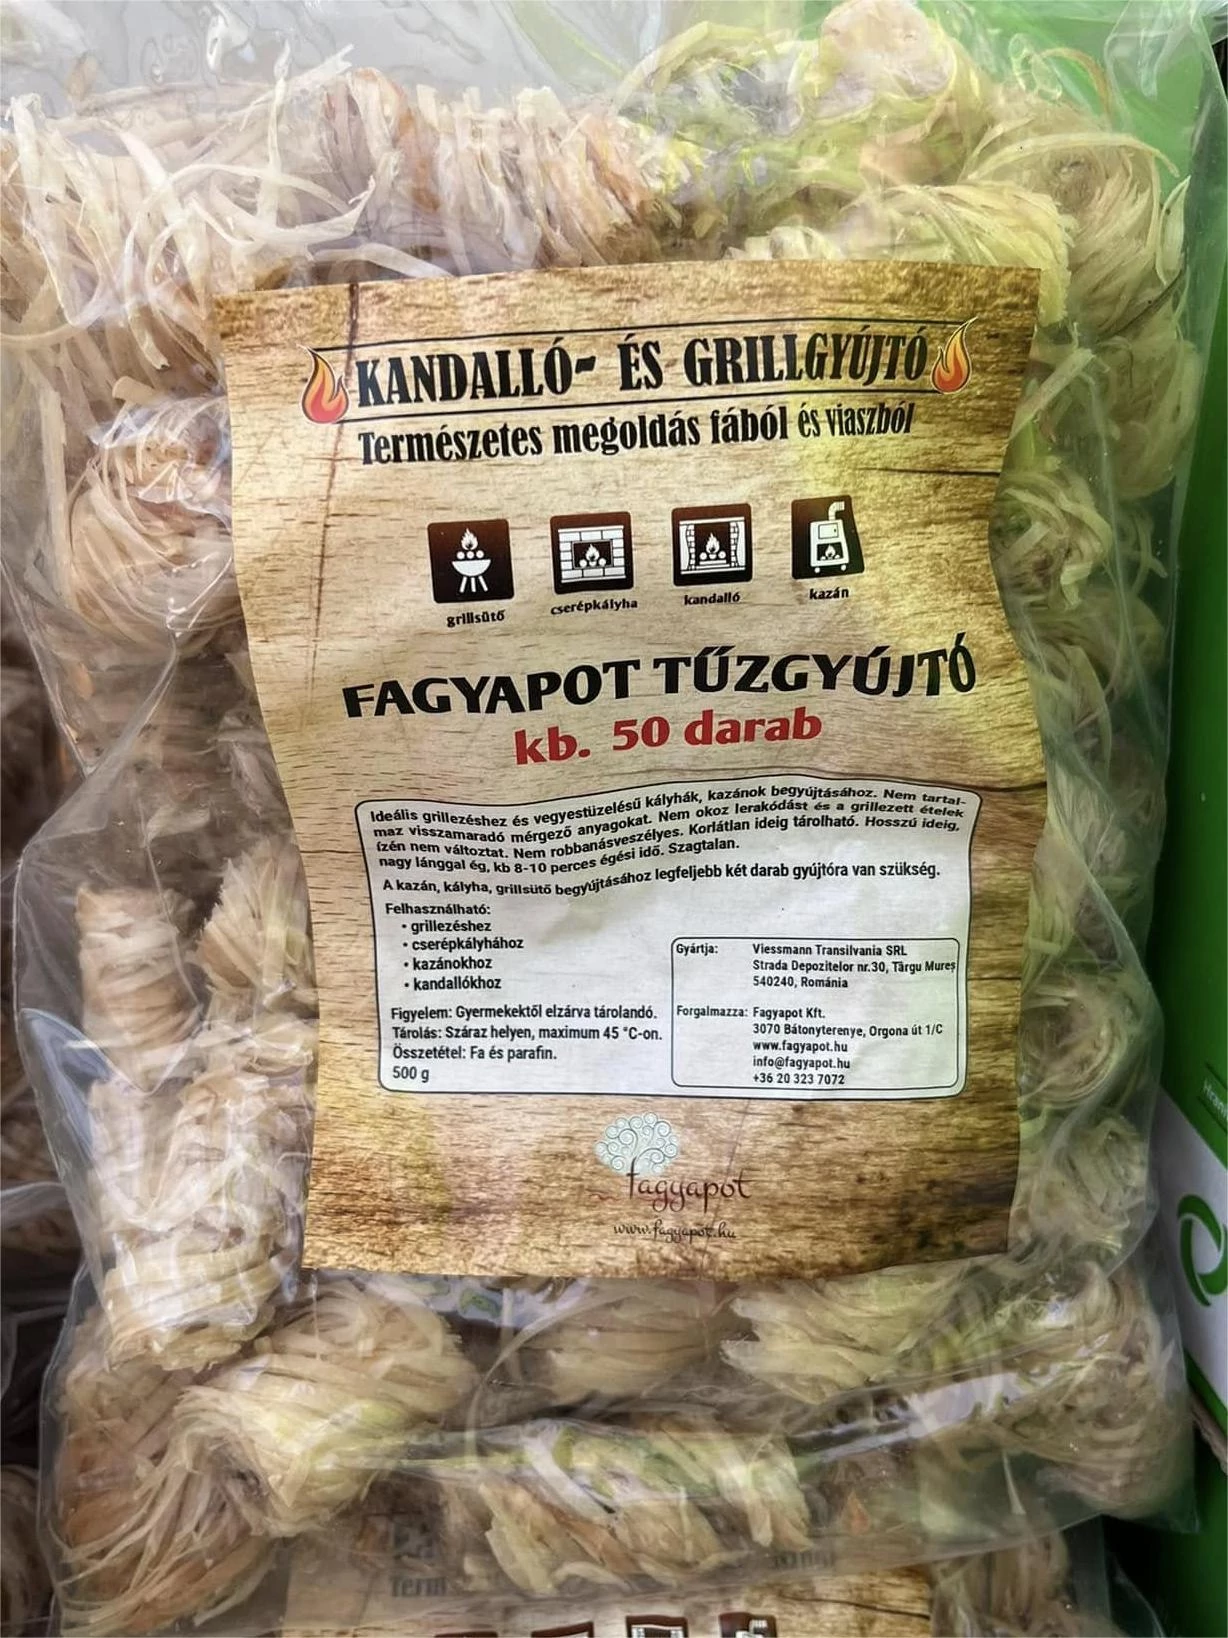 KANDALLÓ- ÉS GRILLGYÚJTÓ
Természetes megoldás fából és viaszból
grillsütő
cserépkályha
kandalló
kazán
FAGYAPOT TŰZGYÚJTÓ
kb. 50 darab
Ideális grillezéshez és vegyestüzelésű kályhák, kazánok begyújtásához. Nem tartal-
maz visszamaradó mérgező anyagokat. Nem okoz lerakódást és a grillezett ételek
ízén nem változtat. Nem robbanásveszélyes. Korlátlan ideig tárolható. Hosszú ideig,
nagy lánggal ég, kb 8-10 perces égési idő. Szagtalan.
A kazán, kályha, grillsütő begyújtásához legfeljebb két darab gyújtóra van szükség.
Felhasználható:
• grillezéshez
• cserépkályhához
• kazánokhoz
• kandallókhoz
Figyelem: Gyermekektől elzárva tárolandó.
Tárolás: Száraz helyen, maximum 45 °C-on.
Összetétel: Fa és parafin.
500 g
Gyártja: Viessmann Transilvania SRL
Strada Depozitelor nr.30, Târgu Mureș
540240, Románia
Forgalmazza: Fagyapot Kft.
3070 Bátonyterenye, Orgona út 1/C
www.fagyapot.hu
info@fagyapot.hu
+36 20 323 7072
fagyapot
www.fagyapot.hu
Term